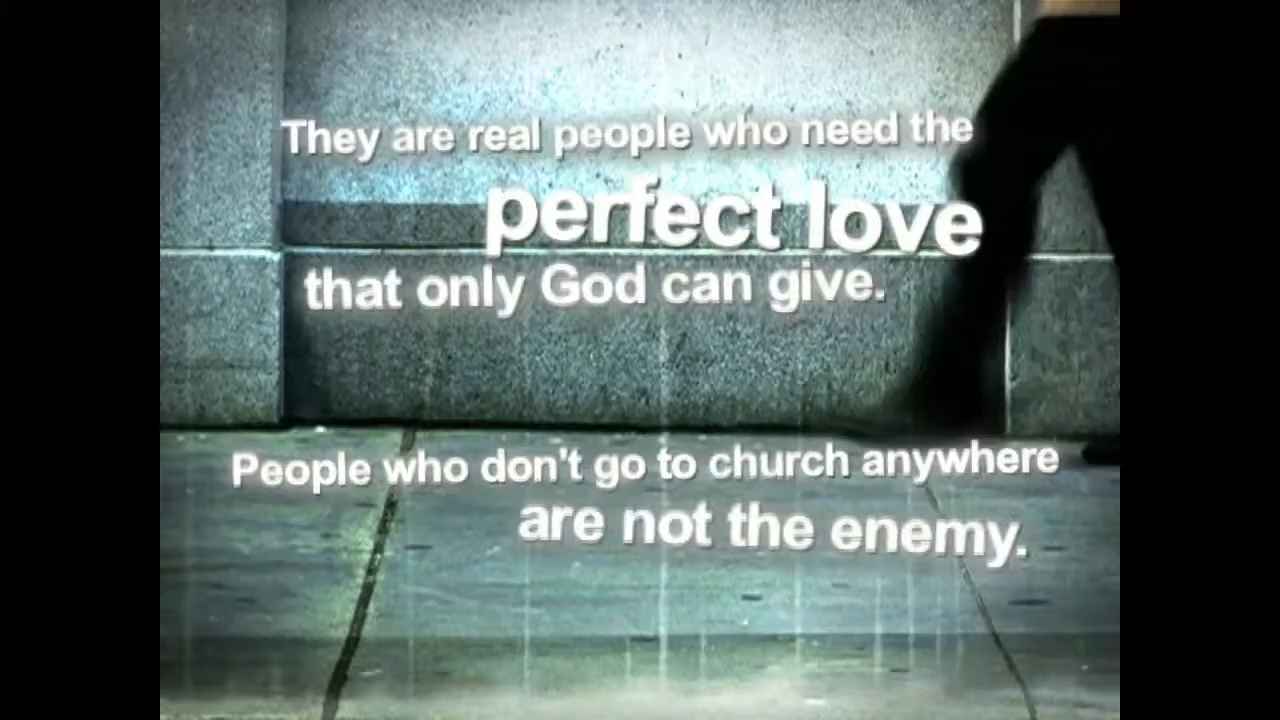 They are real people who need the
perfect love
that only God can give.
People who don't go to church anywhere
are not the enemy.